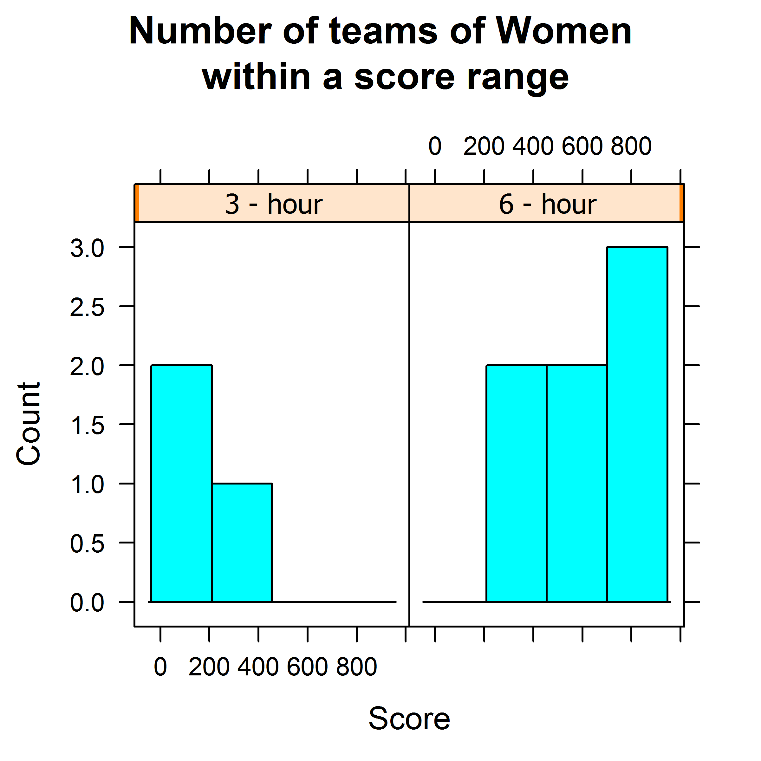 Number of teams of Women
within a score range
0 200 400 600 800
3 - hour 6 - hour
3.0
2.5
2.0
1.5
1.0
0.5
0.0
Count
0 200 400 600 800
Score